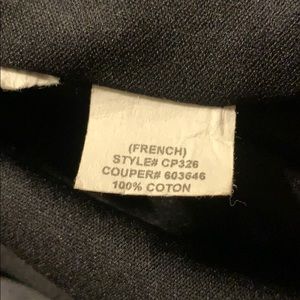 (FRENCH)
STYLE# CP326
COUPER# 603646
100% COTON